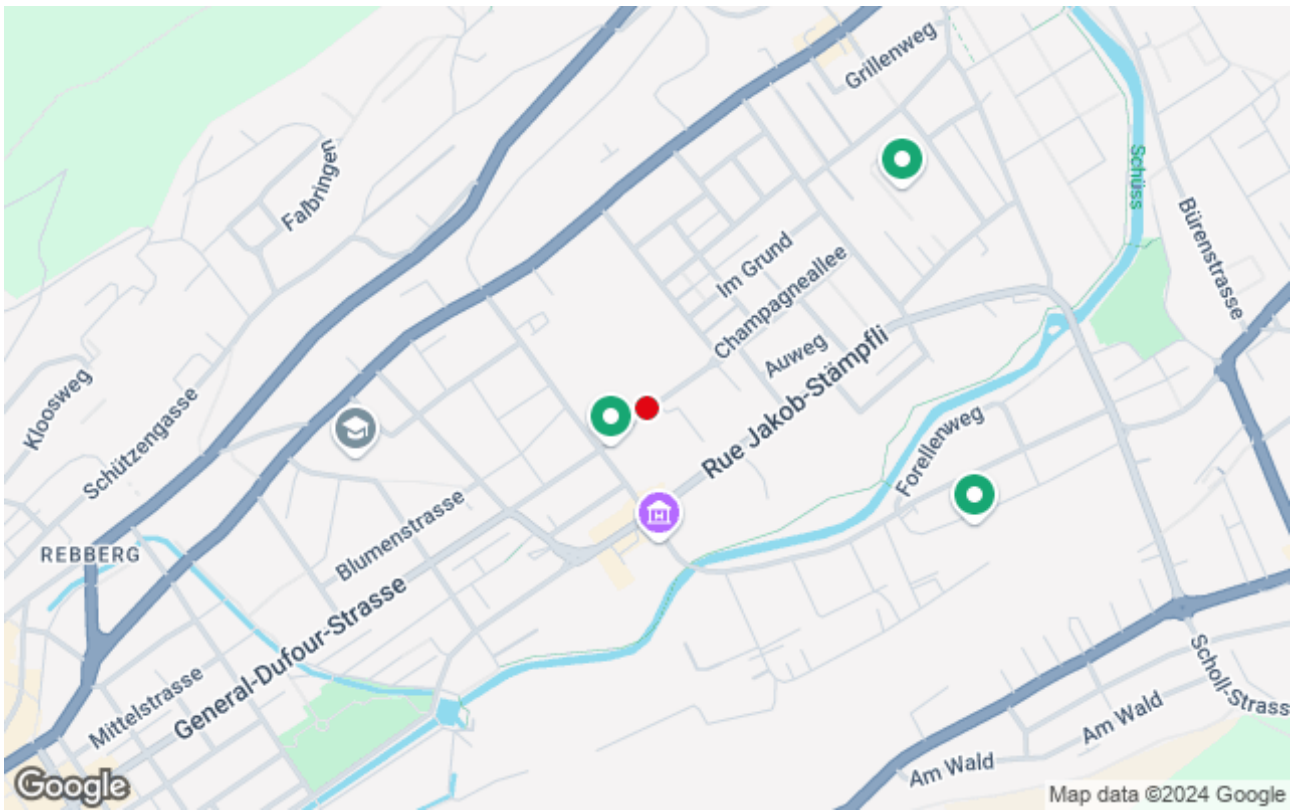 Grillenweg
Falbringen
Schüss
Bürenstrasse
Im Grund
Champagneallee
Auweg
Rue Jakob-Stämpfli
Kloosweg
Schützengasse
Forellenweg
Blumenstrasse
REBBERG
General-Dufour-Strasse
Mittelstrasse
Scholl-Strass
Am Wald
Am Wald
Google
Map data ©2024 Google